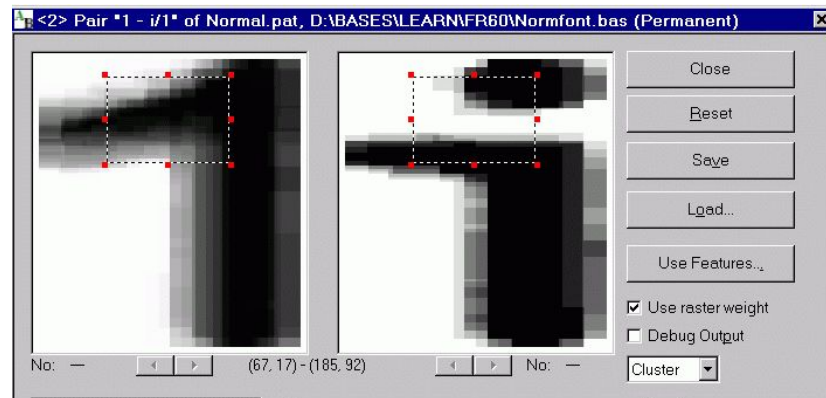 <2> Pair "1 - i/1" of Normal.pat, D:\BASES\LEARN\FR60\Normfont.bas (Permanent)
Close
Reset
Save
Load...
Use Features...
Use raster weight
Debug Output
No: — (67, 17) - (185, 92) No: —
Cluster